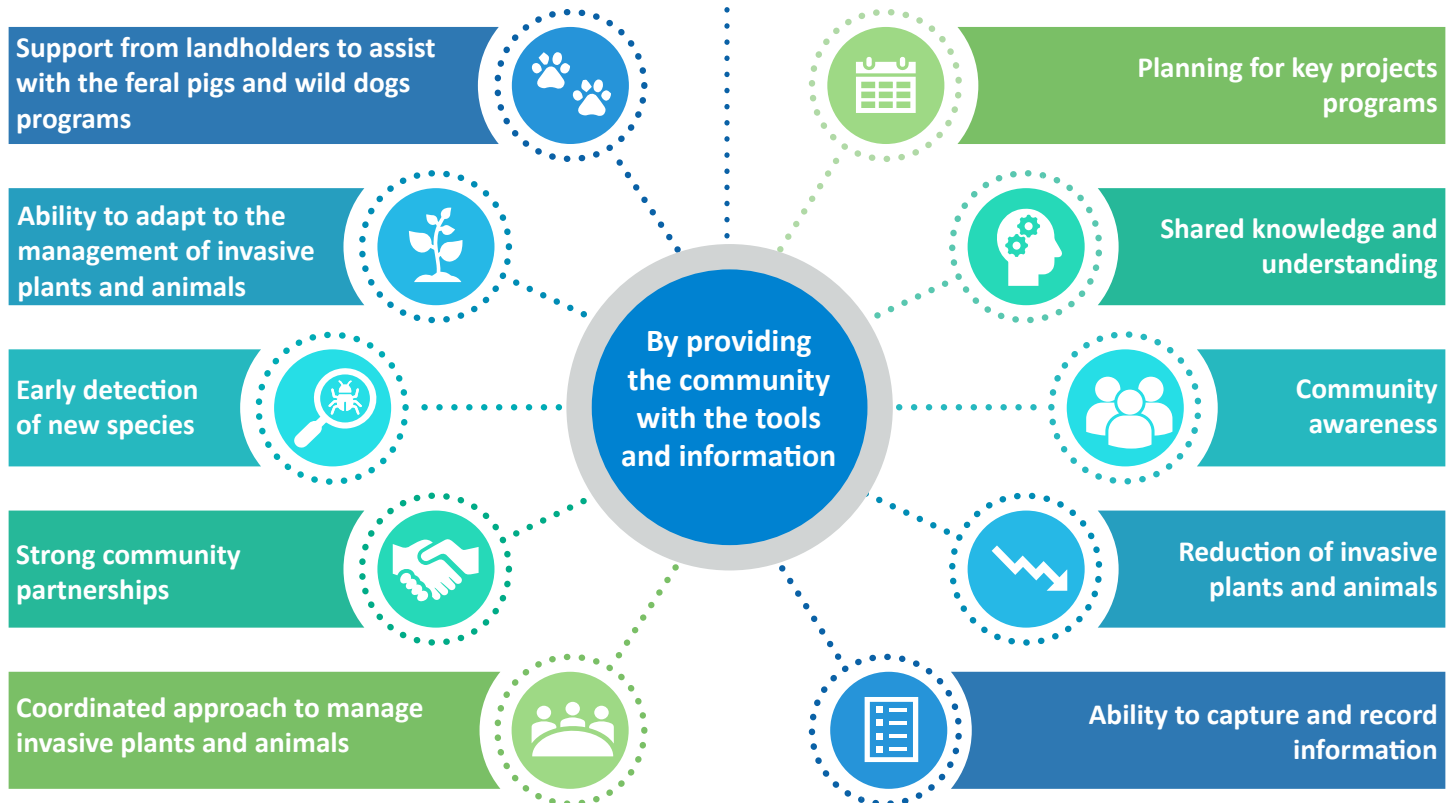 Support from landholders to assist
with the feral pigs and wild dogs
programs
Ability to adapt to the
management of invasive
plants and animals
Early detection
of new species
Strong community
partnerships
Coordinated approach to manage
invasive plants and animals
By providing
the community
with the tools
and information
Planning for key projects
programs
Shared knowledge and
understanding
Community
awareness
Reduction of invasive
plants and animals
Ability to capture and record
information